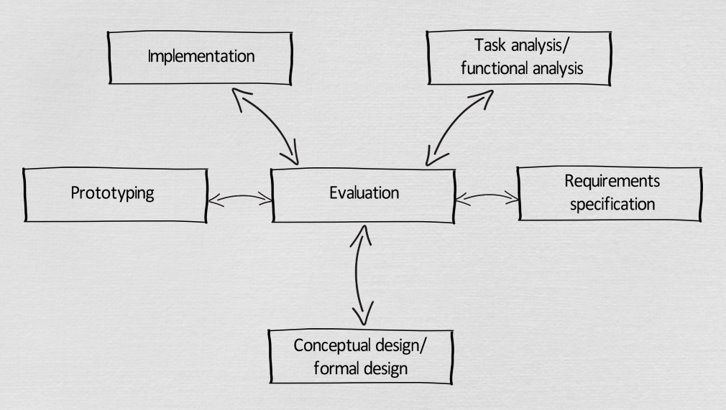 Implementation
Task analysis/
functional analysis
Prototyping
Evaluation
Requirements
specification
Conceptual design/
formal design